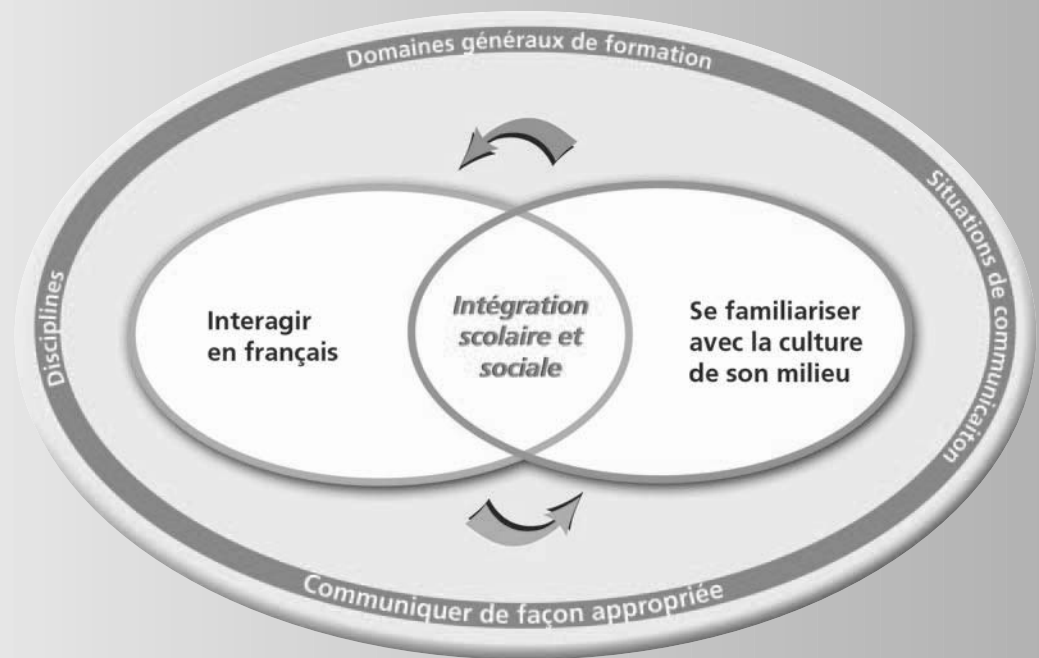 Domaines généraux de formation
Situations de communicaiton
Disciplines
Interagir
en français
Intégration
scolaire et
sociale
Se familiariser
avec la culture
de son milieu
Communiquer de façon appropriée